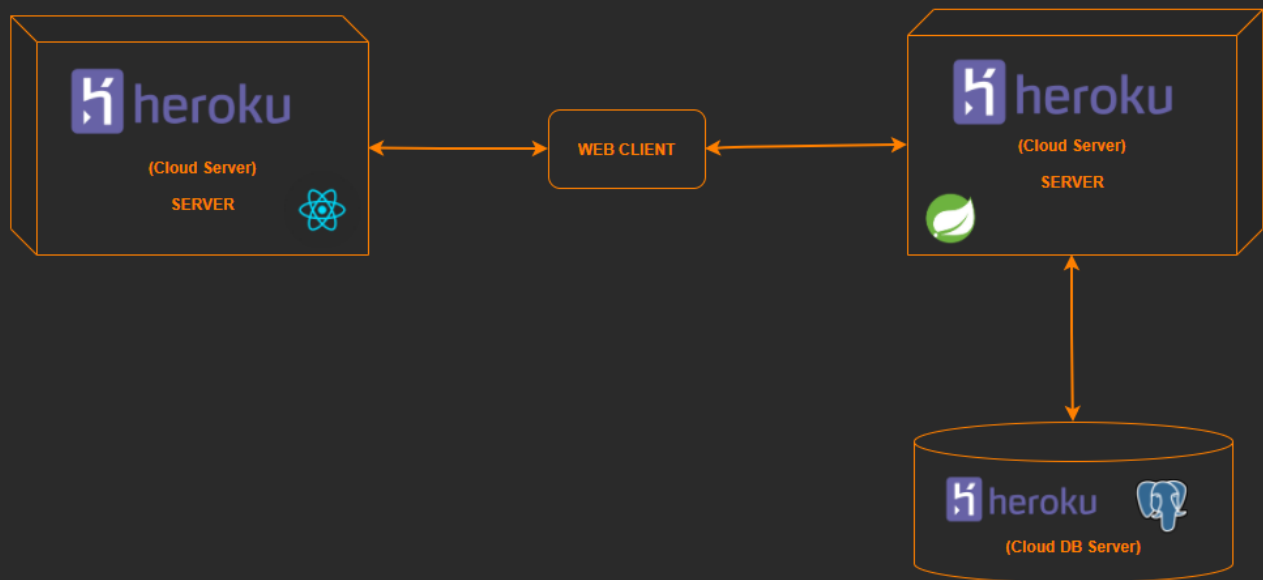 heroku
(Cloud Server)
SERVER
WEB CLIENT
heroku
(Cloud Server)
SERVER
heroku
(Cloud DB Server)